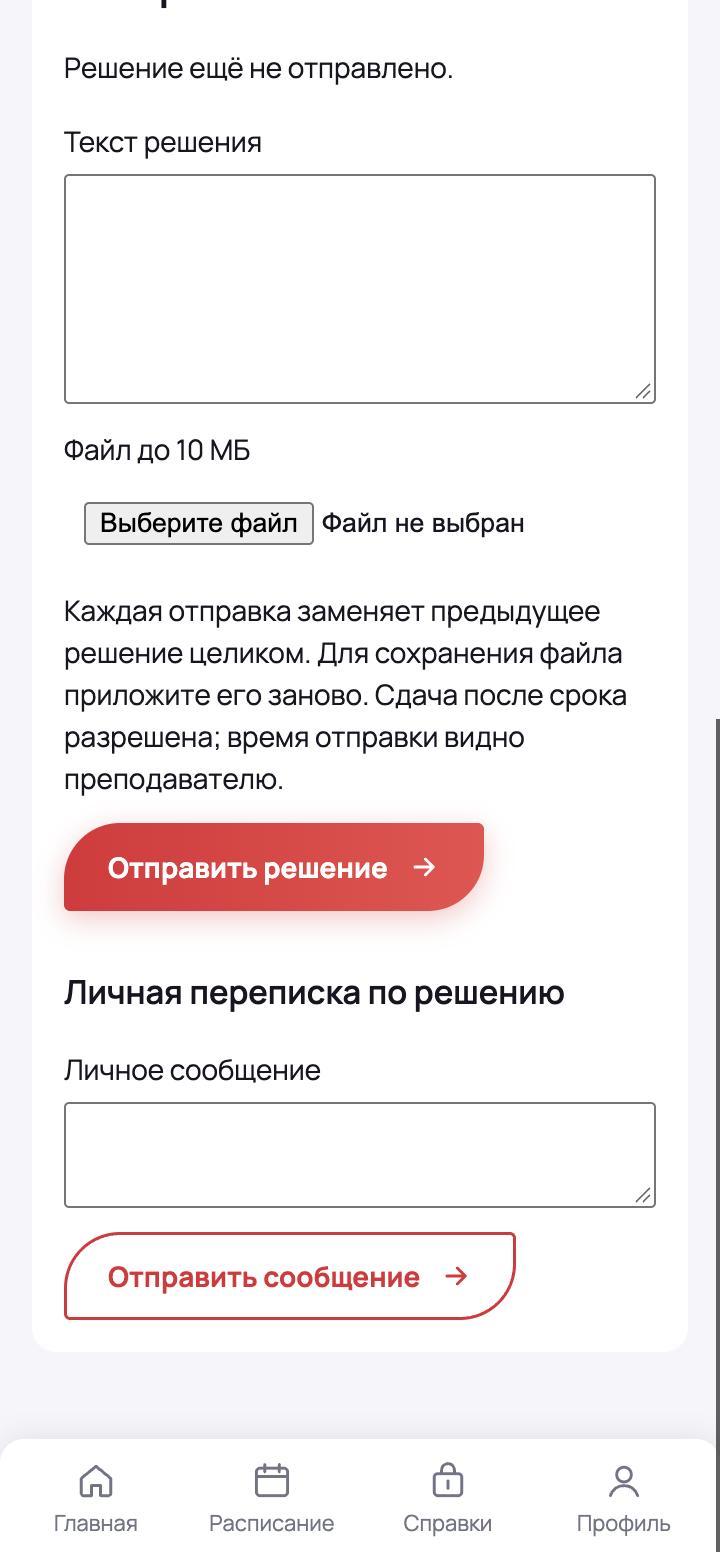 Решение ещё не отправлено.
Текст решения
Файл до 10 МБ
Выберите файл Файл не выбран
Каждая отправка заменяет предыдущее
решение целиком. Для сохранения файла
приложите его заново. Сдача после срока
разрешена; время отправки видно
преподавателю.
Отправить решение →
Личная переписка по решению
Личное сообщение
Отправить сообщение →
Главная Расписание Справки Профиль